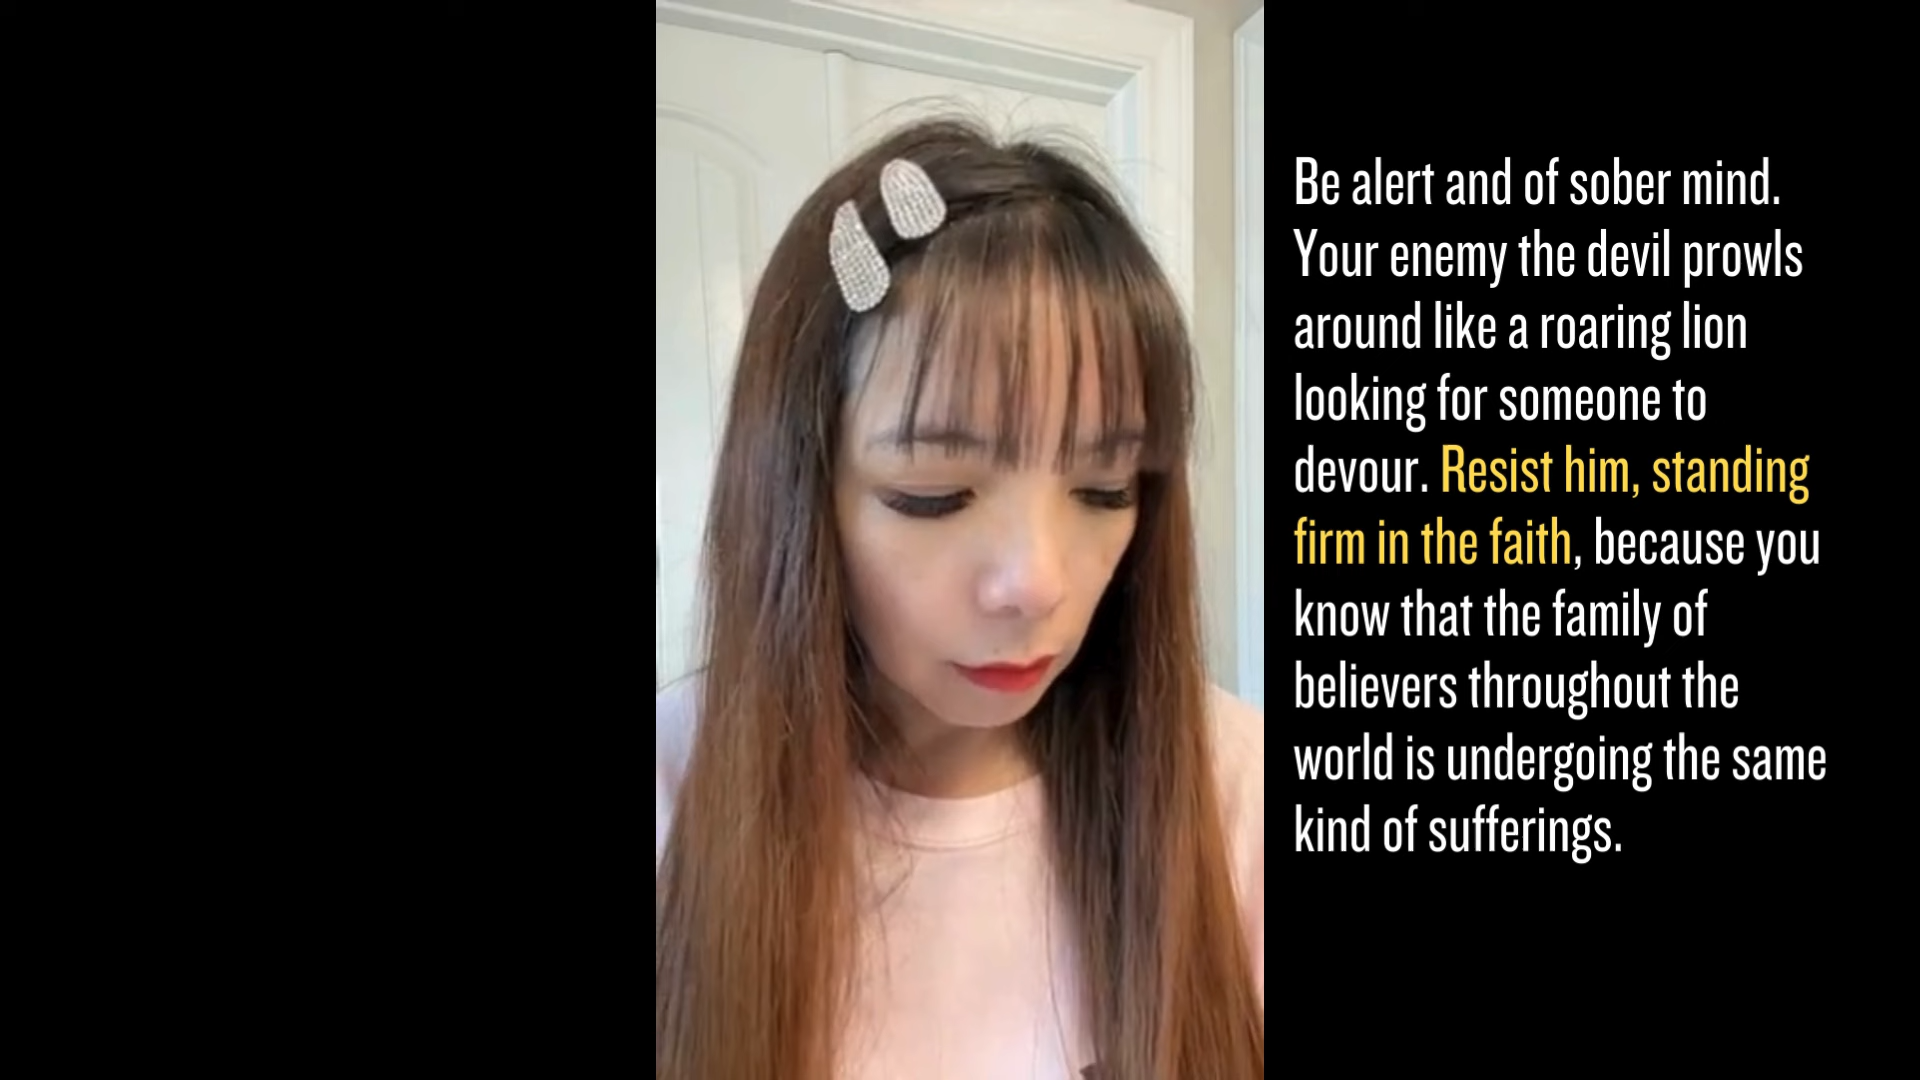 Be alert and of sober mind.
Your enemy the devil prowls
around like a roaring lion
looking for someone to
devour. Resist him, standing
firm in the faith, because you
know that the family of
believers throughout the
world is undergoing the same
kind of sufferings.